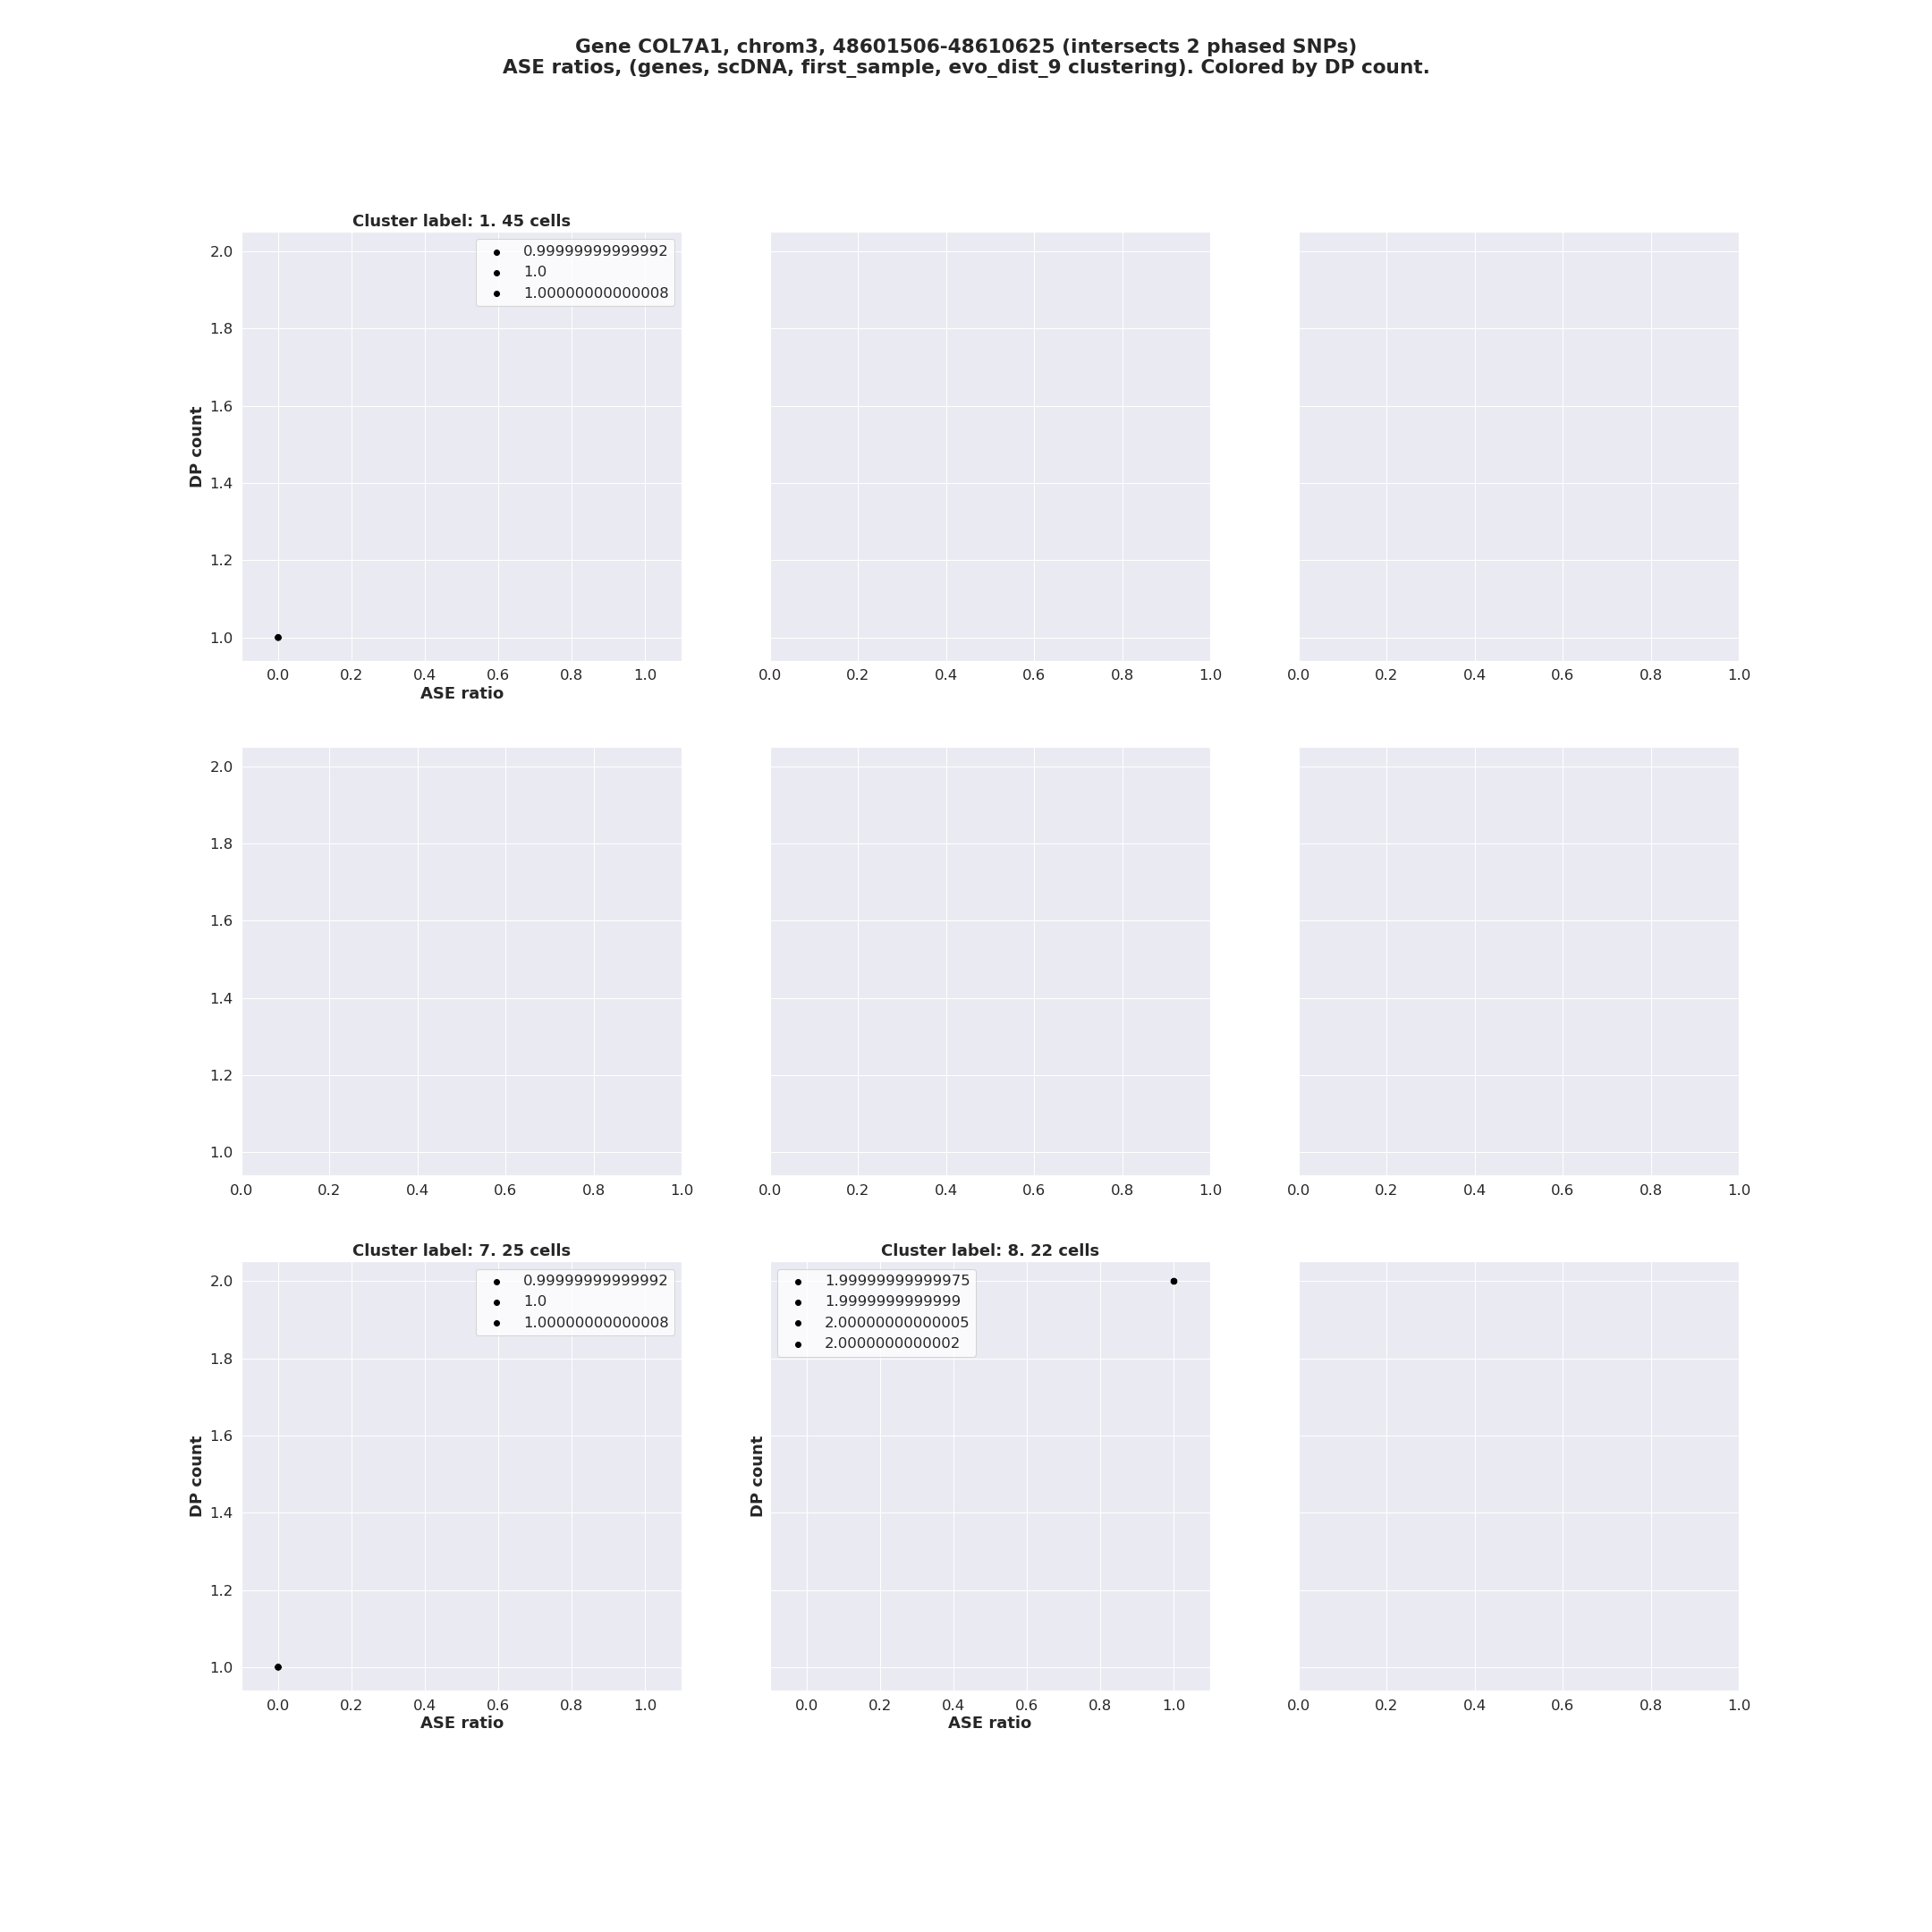 Gene COL7A1, chrom3, 48601506-48610625 (intersects 2 phased SNPs)
ASE ratios, (genes, scDNA, first_sample, evo_dist_9 clustering). Colored by DP count.
Cluster label: 1. 45 cells
0.99999999999992
1.0
1.00000000000008
DP count
2.0
1.8
1.6
1.4
1.2
1.0
0.0 0.2 0.4 0.6 0.8 1.0
ASE ratio
0.0 0.2 0.4 0.6 0.8 1.0
0.0 0.2 0.4 0.6 0.8 1.0
2.0
1.8
1.6
1.4
1.2
1.0
0.0 0.2 0.4 0.6 0.8 1.0
0.0 0.2 0.4 0.6 0.8 1.0
0.0 0.2 0.4 0.6 0.8 1.0
Cluster label: 7. 25 cells
0.99999999999992
1.0
1.00000000000008
DP count
2.0
1.8
1.6
1.4
1.2
1.0
0.0 0.2 0.4 0.6 0.8 1.0
ASE ratio
Cluster label: 8. 22 cells
1.99999999999975
1.9999999999999
2.00000000000005
2.0000000000002
DP count
0.0 0.2 0.4 0.6 0.8 1.0
ASE ratio
0.0 0.2 0.4 0.6 0.8 1.0